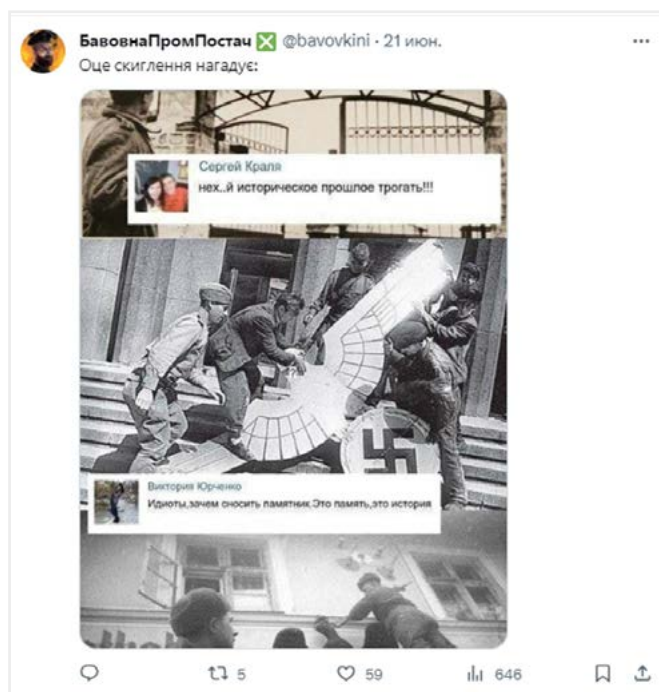 БавовнаПромПостач @bavovkini · 21 июн.
Оце скиглення нагадує:
Сергей Краля
нех..й историческое прошлое трогать!!!
Виктория Юрченко
Идиоты,зачем сносить памятник.Это память,это история
5
59
646